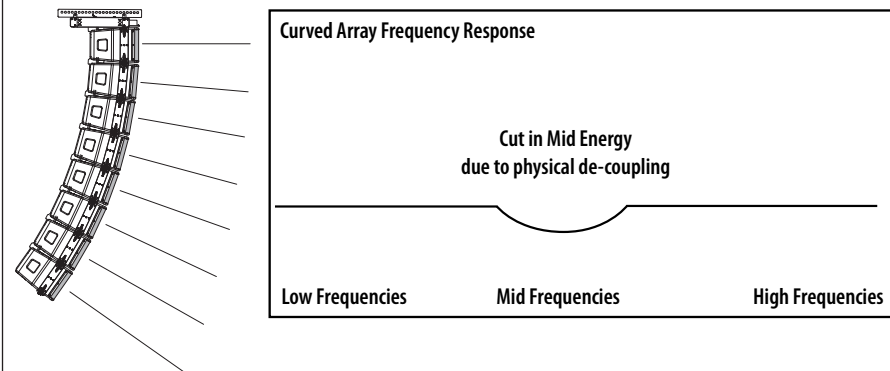 Curved Array Frequency Response
Cut in Mid Energy
due to physical de-coupling
Low Frequencies Mid Frequencies High Frequencies